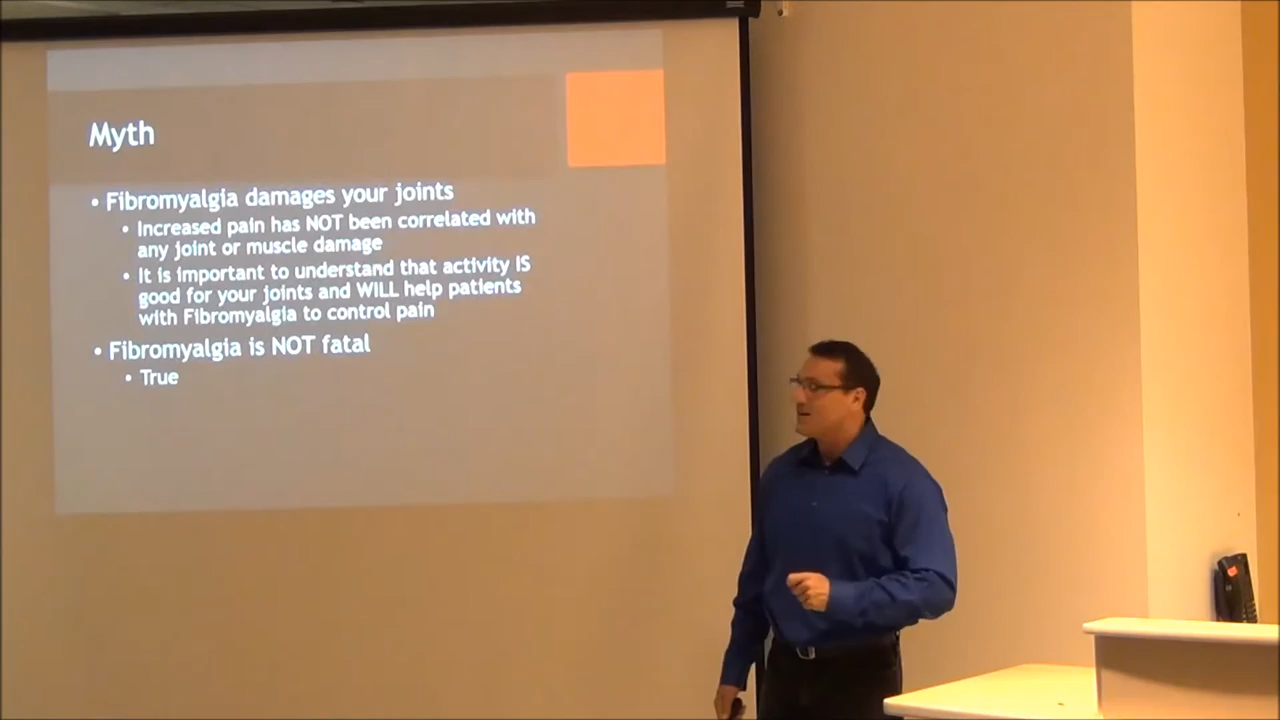 Myth
• Fibromyalgia damages your joints
• Increased pain has NOT been correlated with
any joint or muscle damage
• It is important to understand that activity IS
good for your joints and WILL help patients
with Fibromyalgia to control pain
• Fibromyalgia is NOT fatal
• True